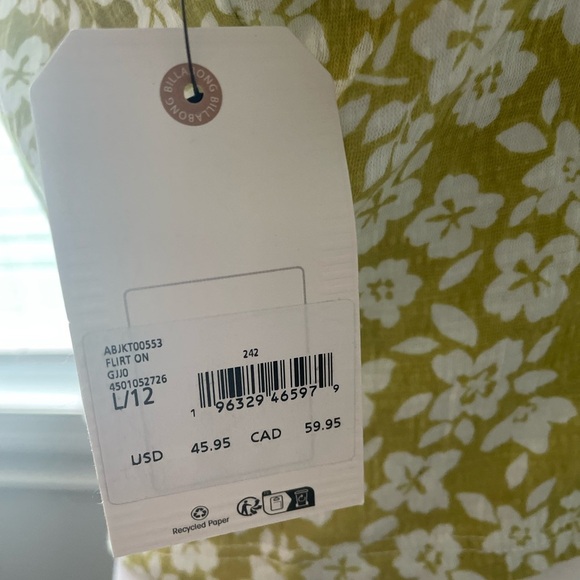 BILLABONG BILLABONG
ABJKT00553
FLIRT ON
GJJ0
4501052726
L/12
242
1 96329 46597 9
USD 45.95 CAD 59.95
Recycled Paper